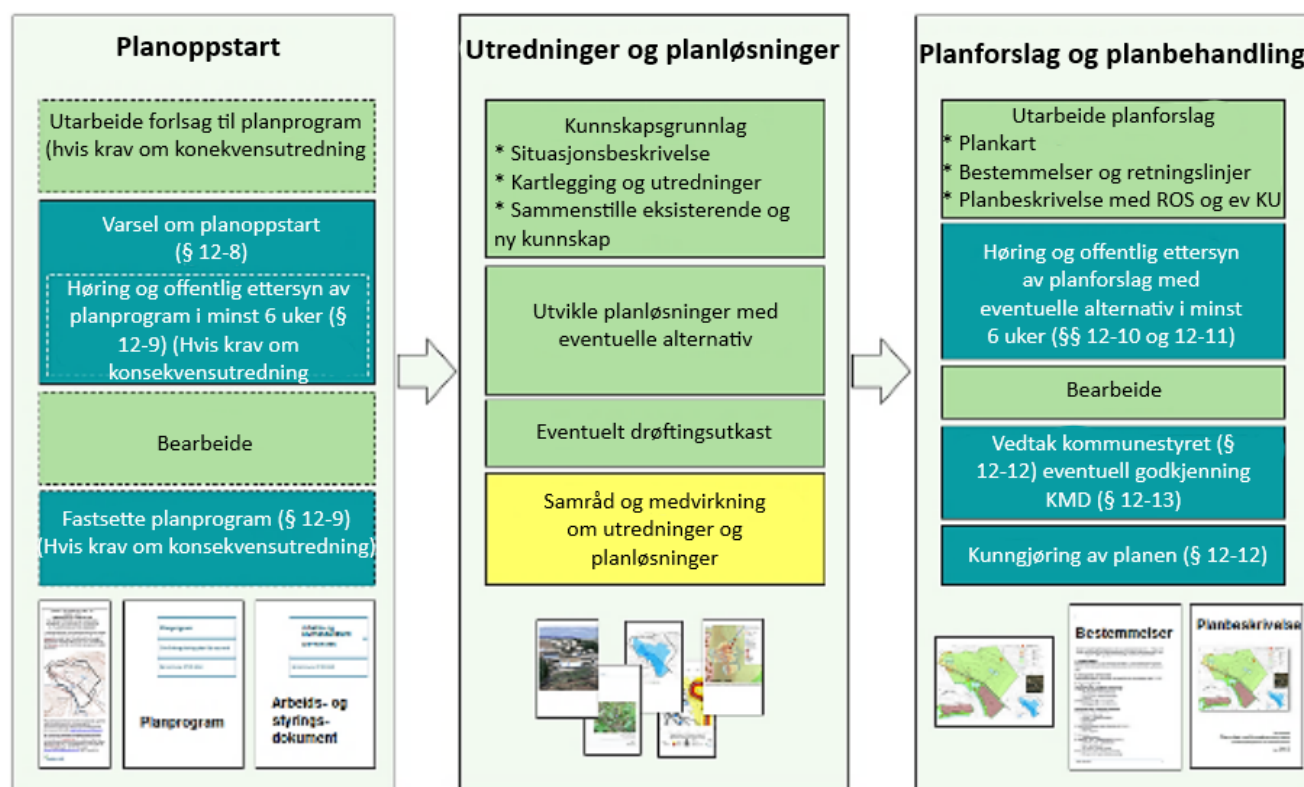 Planoppstart
Utarbeide forlsag til planprogram
(hvis krav om konekvensutredning
Varsel om planoppstart
(§ 12-8)
Høring og offentlig ettersyn av
planprogram i minst 6 uker (§
12-9) (Hvis krav om
konsekvensutredning
Bearbeide
Fastsette planprogram (§ 12-9)
(Hvis krav om konsekvensutredning)
Planprogram
Arbeids- og
styrings-
dokument
Utredninger og planløsninger
Kunnskapsgrunnlag
* Situasjonsbeskrivelse
* Kartlegging og utredninger
* Sammenstille eksisterende og
ny kunnskap
Utvikle planløsninger med
eventuelle alternativ
Eventuelt drøftingsutkast
Samråd og medvirkning
om utredninger og
planløsninger
Planforslag og planbehandling
Utarbeide planforslag
* Plankart
* Bestemmelser og retningslinjer
* Planbeskrivelse med ROS og ev KU
Høring og offentlig ettersyn
av planforslag med
eventuelle alternativ i minst
6 uker (§§ 12-10 og 12-11)
Bearbeide
Vedtak kommunestyret (§
12-12) eventuell godkjenning
KMD (§ 12-13)
Kunngjøring av planen (§ 12-12)
Bestemmelser
Planbeskrivelse